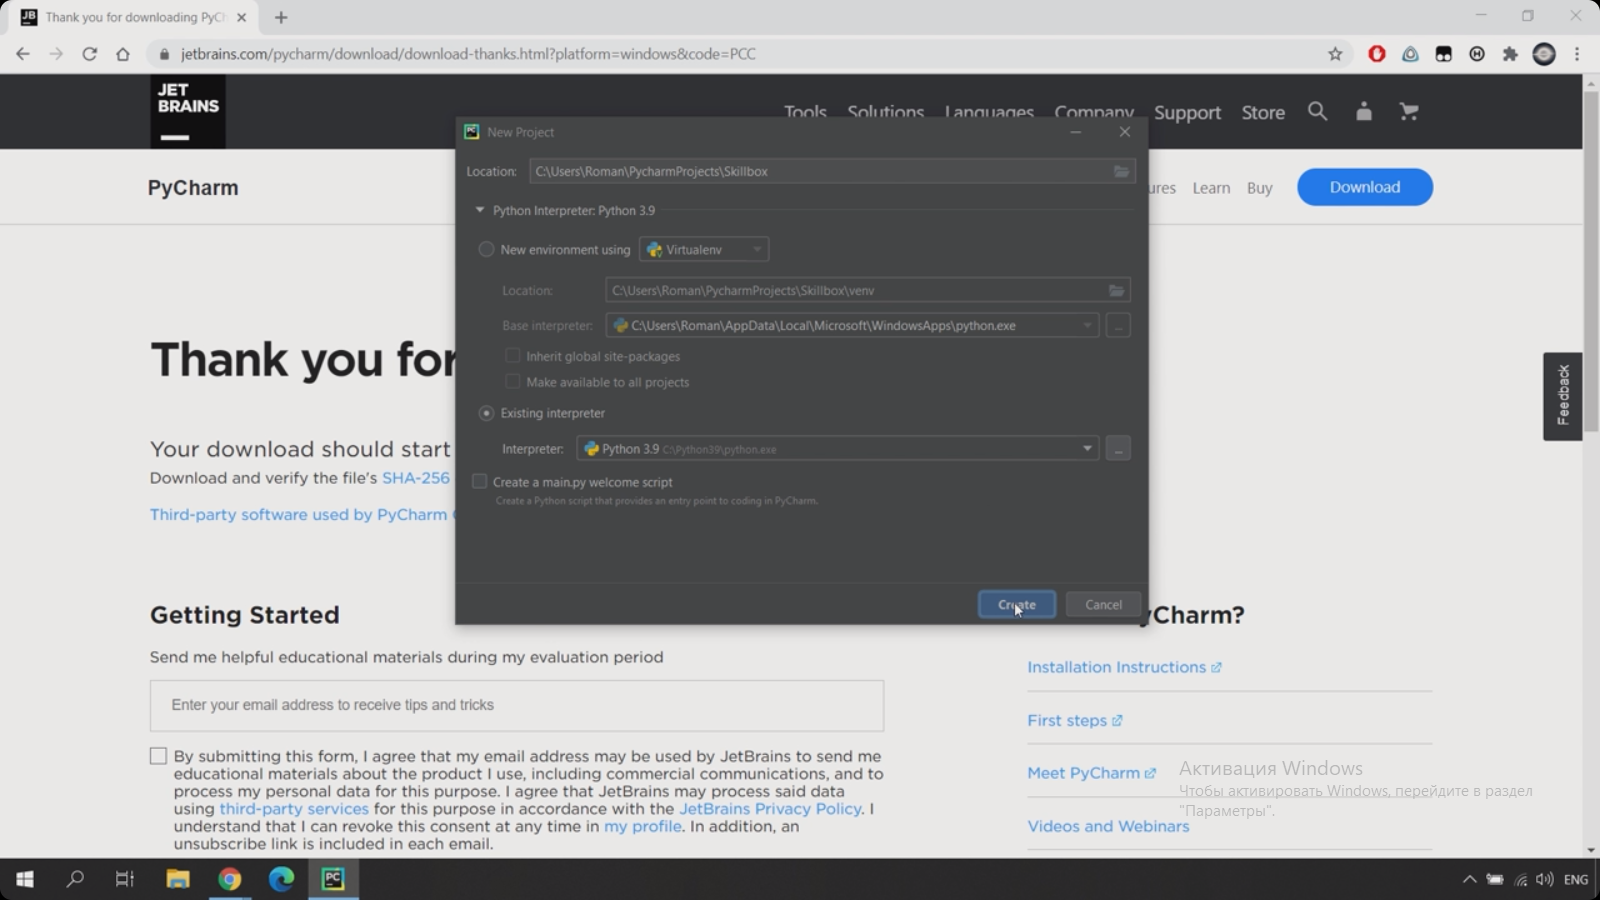 JB Thank you for downloading PyCh
jetbrains.com/pycharm/download/download-thanks.html?platform=windows&code=PCC
JET
BRAINS
Tools Solutions Languages Company Support Store
PyCharm
ures Learn Buy Download
New Project
Location: C:\Users\Roman\PycharmProjects\Skillbox
Python Interpreter: Python 3.9
New environment using Virtualenv
Location: C:\Users\Roman\PycharmProjects\Skillbox\venv
Base interpreter: C:\Users\Roman\AppData\Local\Microsoft\WindowsApps\python.exe ...
Inherit global site-packages
Make available to all projects
Existing interpreter
Interpreter: Python 3.9 C:\Python39\python.exe ...
Create a main.py welcome script
Create a Python script that provides an entry point to coding in PyCharm.
Create Cancel
Thank you for
Your download should start
Download and verify the file's SHA-256
Third-party software used by PyCharm
Feedback
Getting Started
Send me helpful educational materials during my evaluation period
Enter your email address to receive tips and tricks
By submitting this form, I agree that my email address may be used by JetBrains to send me
educational materials about the product I use, including commercial communications, and to
process my personal data for this purpose. I agree that JetBrains may process said data
using third-party services for this purpose in accordance with the JetBrains Privacy Policy. I
understand that I can revoke this consent at any time in my profile. In addition, an
unsubscribe link is included in each email.
yCharm?
Installation Instructions
First steps
Meet PyCharm
Videos and Webinars
Активация Windows
Чтобы активировать Windows, перейдите в раздел
"Параметры".
PC
ENG